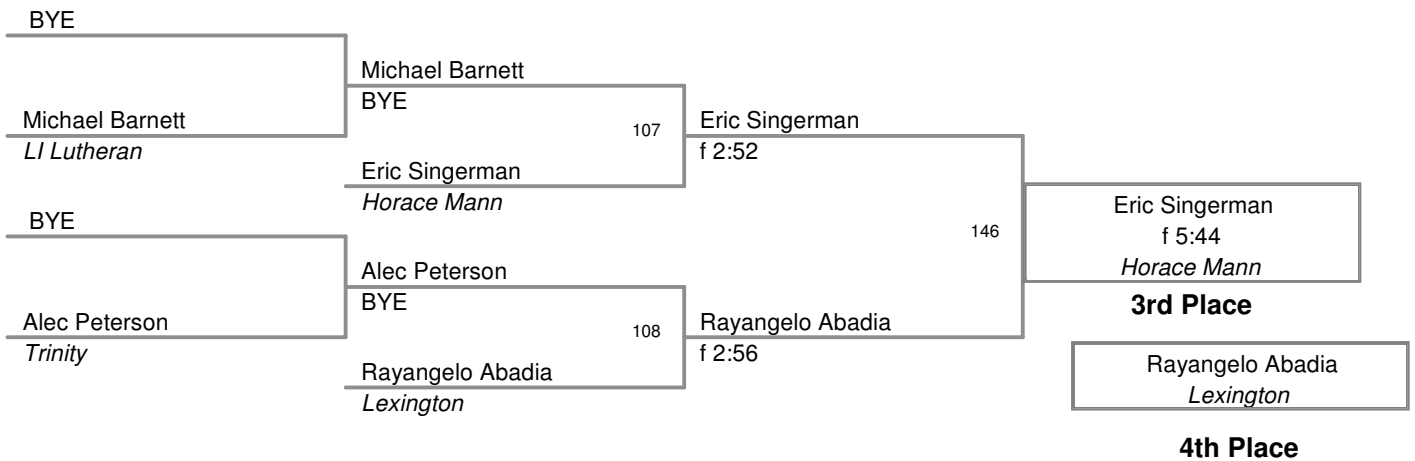 BYE
Michael Barnett
BYE
Michael Barnett
LI Lutheran
107
Eric Singerman
f 2:52
Eric Singerman
Horace Mann
BYE
Alec Peterson
BYE
Alec Peterson
Trinity
108
Rayangelo Abadia
f 2:56
Rayangelo Abadia
Lexington
146
Eric Singerman
f 5:44
Horace Mann
3rd Place
Rayangelo Abadia
Lexington
4th Place